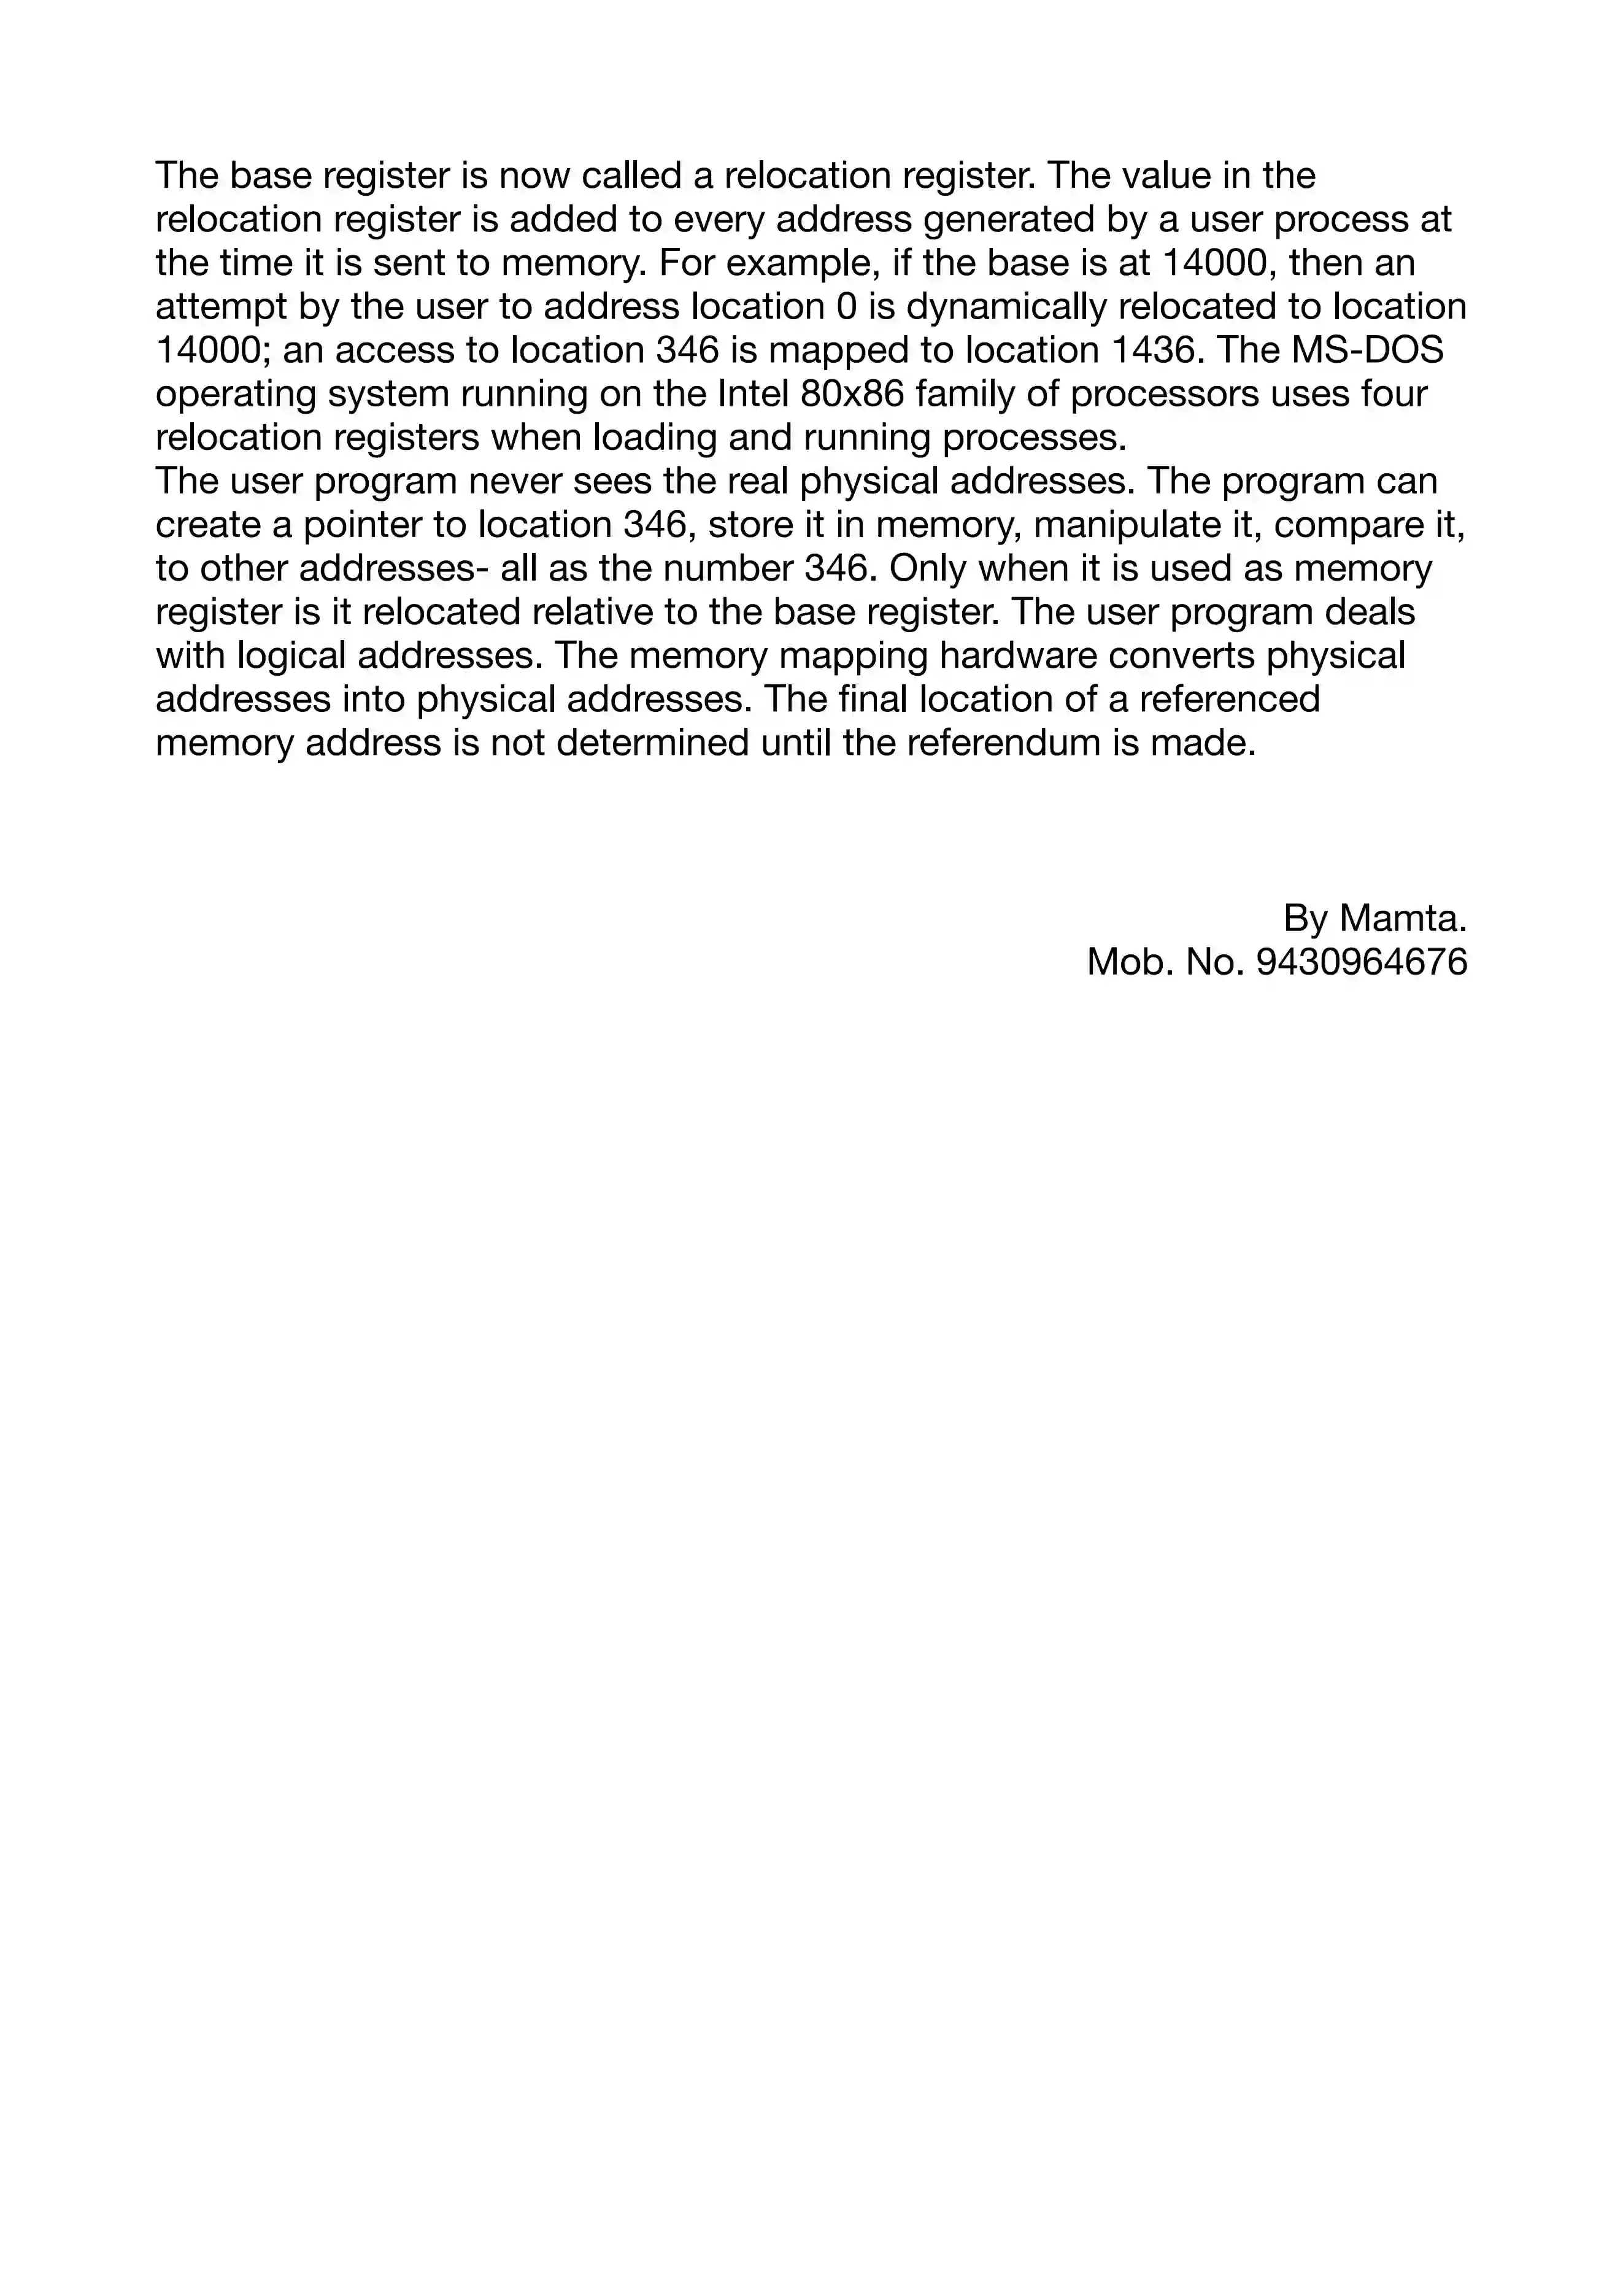 The base register is now called a relocation register. The value in the
relocation register is added to every address generated by a user process at
the time it is sent to memory. For example, if the base is at 14000, then an
attempt by the user to address location 0 is dynamically relocated to location
14000; an access to location 346 is mapped to location 1436. The MS-DOS
operating system running on the Intel 80x86 family of processors uses four
relocation registers when loading and running processes.
The user program never sees the real physical addresses. The program can
create a pointer to location 346, store it in memory, manipulate it, compare it,
to other addresses- all as the number 346. Only when it is used as memory
register is it relocated relative to the base register. The user program deals
with logical addresses. The memory mapping hardware converts physical
addresses into physical addresses. The final location of a referenced
memory address is not determined until the referendum is made.
By Mamta.
Mob. No. 9430964676